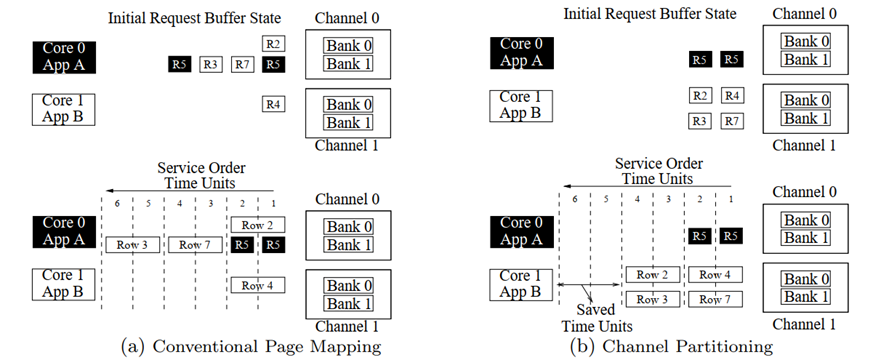 Initial Request Buffer State
Channel 0
Core 0
App A
R2
R5 R3 R7 R5
Bank 0
Bank 1
Core 1
App B
R4
Bank 0
Bank 1
Channel 1
Service Order
Time Units
Channel 0
6 5 4 3 2 1
Core 0
App A
Row 2
Row 3 Row 7 R5 R5
Bank 0
Bank 1
Core 1
App B
Row 4
Bank 0
Bank 1
Channel 1
(a) Conventional Page Mapping
Initial Request Buffer State
Channel 0
Core 0
App A
R5 R5
Bank 0
Bank 1
Core 1
App B
R2 R4
R3 R7
Bank 0
Bank 1
Channel 1
Service Order
Time Units
Channel 0
6 5 4 3 2 1
Core 0
App A
R5 R5
Bank 0
Bank 1
Core 1
App B
Row 2 Row 4
Row 3 Row 7
Bank 0
Bank 1
Saved
Time Units
Channel 1
(b) Channel Partitioning